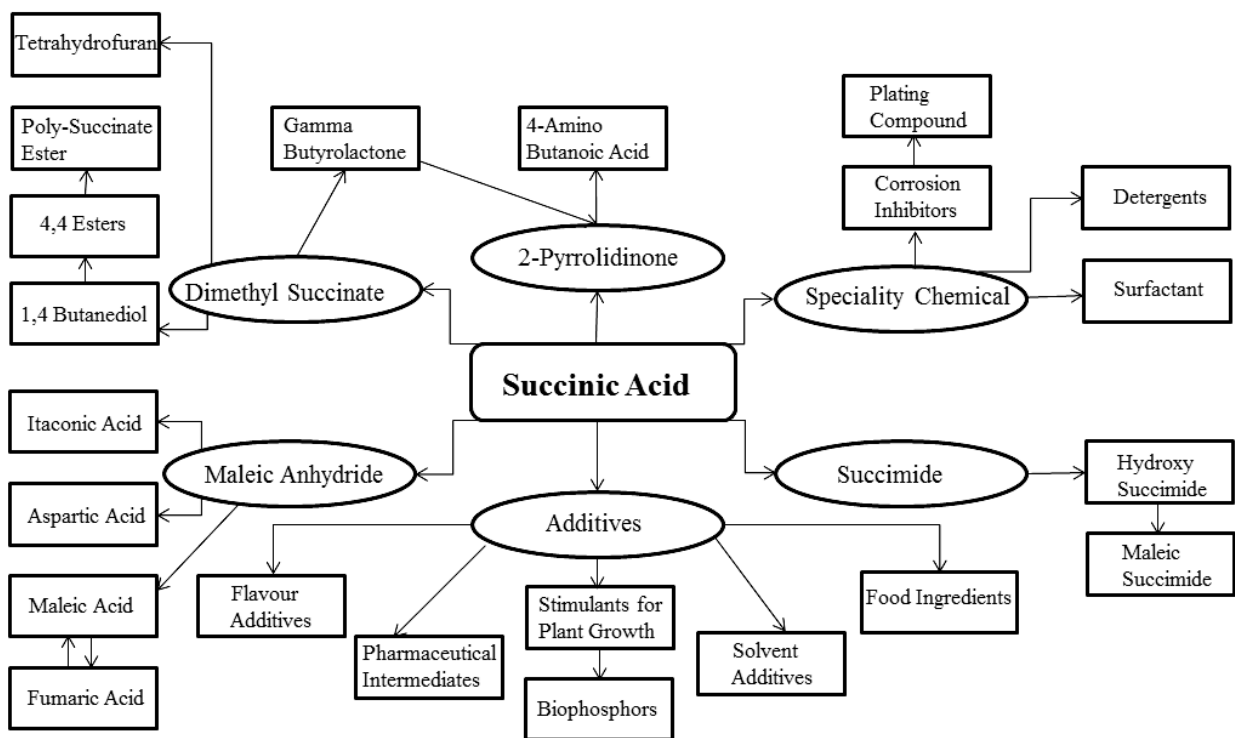 Tetrahydrofuran
Poly-Succinate
Ester
4,4 Esters
1,4 Butanediol
Gamma
Butyrolactone
4-Amino
Butanoic Acid
Plating
Compound
Corrosion
Inhibitors
Detergents
Surfactant
Dimethyl Succinate
2-Pyrrolidinone
Speciality Chemical
Succinic Acid
Itaconic Acid
Aspartic Acid
Maleic Acid
Fumaric Acid
Maleic Anhydride
Additives
Succimide
Hydroxy
Succimide
Maleic
Succimide
Flavour
Additives
Pharmaceutical
Intermediates
Stimulants for
Plant Growth
Biophosphors
Solvent
Additives
Food Ingredients